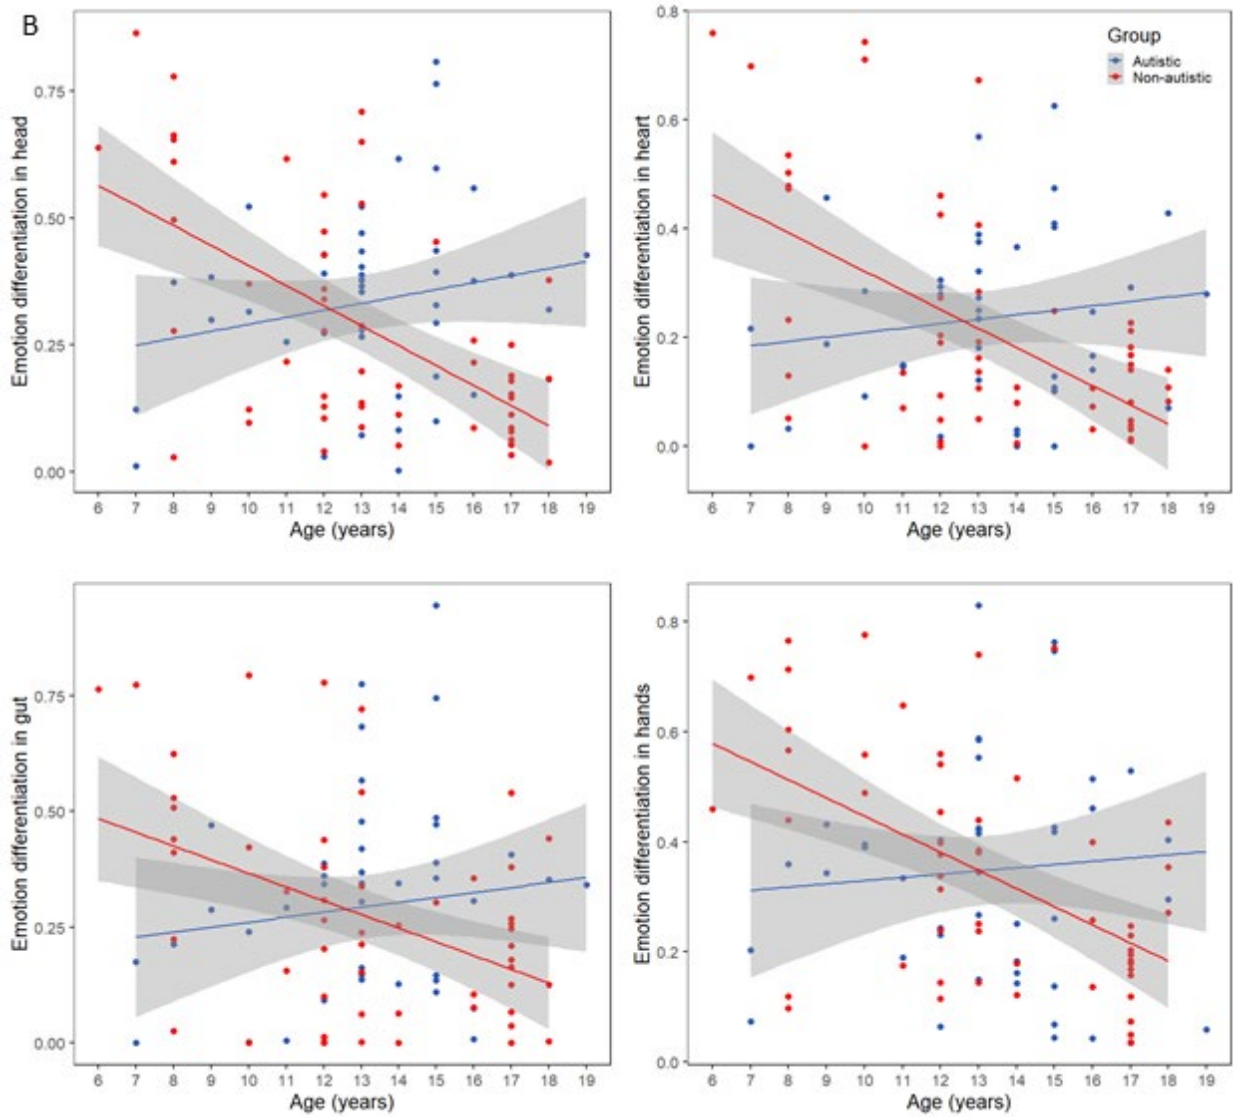 B
Emotion differentiation in head
0.75
0.50
0.25
0.00
6 7 8 9 10 11 12 13 14 15 16 17 18 19
Age (years)
Emotion differentiation in heart
0.8
0.6
0.4
0.2
0.0
Group
Autistic
Non-autistic
6 7 8 9 10 11 12 13 14 15 16 17 18 19
Age (years)
Emotion differentiation in gut
0.75
0.50
0.25
0.00
6 7 8 9 10 11 12 13 14 15 16 17 18 19
Age (years)
Emotion differentiation in hands
0.8
0.6
0.4
0.2
0.0
6 7 8 9 10 11 12 13 14 15 16 17 18 19
Age (years)